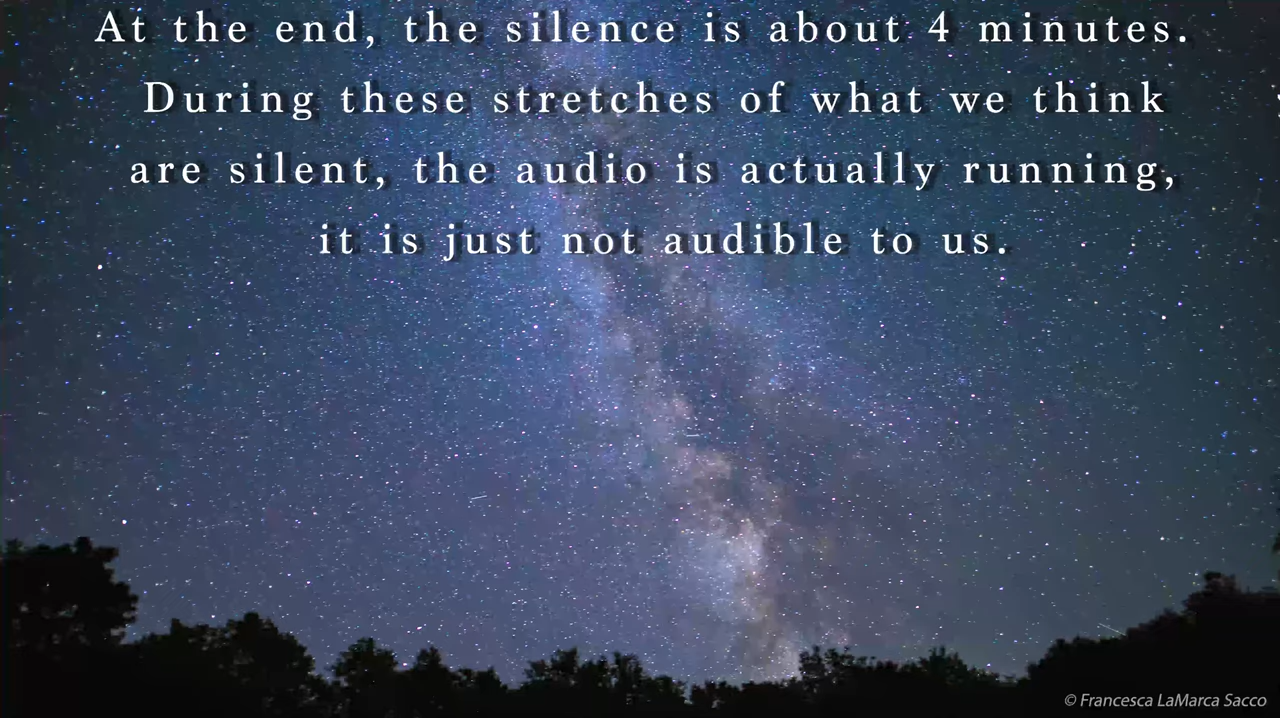 At the end, the silence is about 4 minutes.
During these stretches of what we think
are silent, the audio is actually running,
it is just not audible to us.
© Francesca LaMarca Sacco